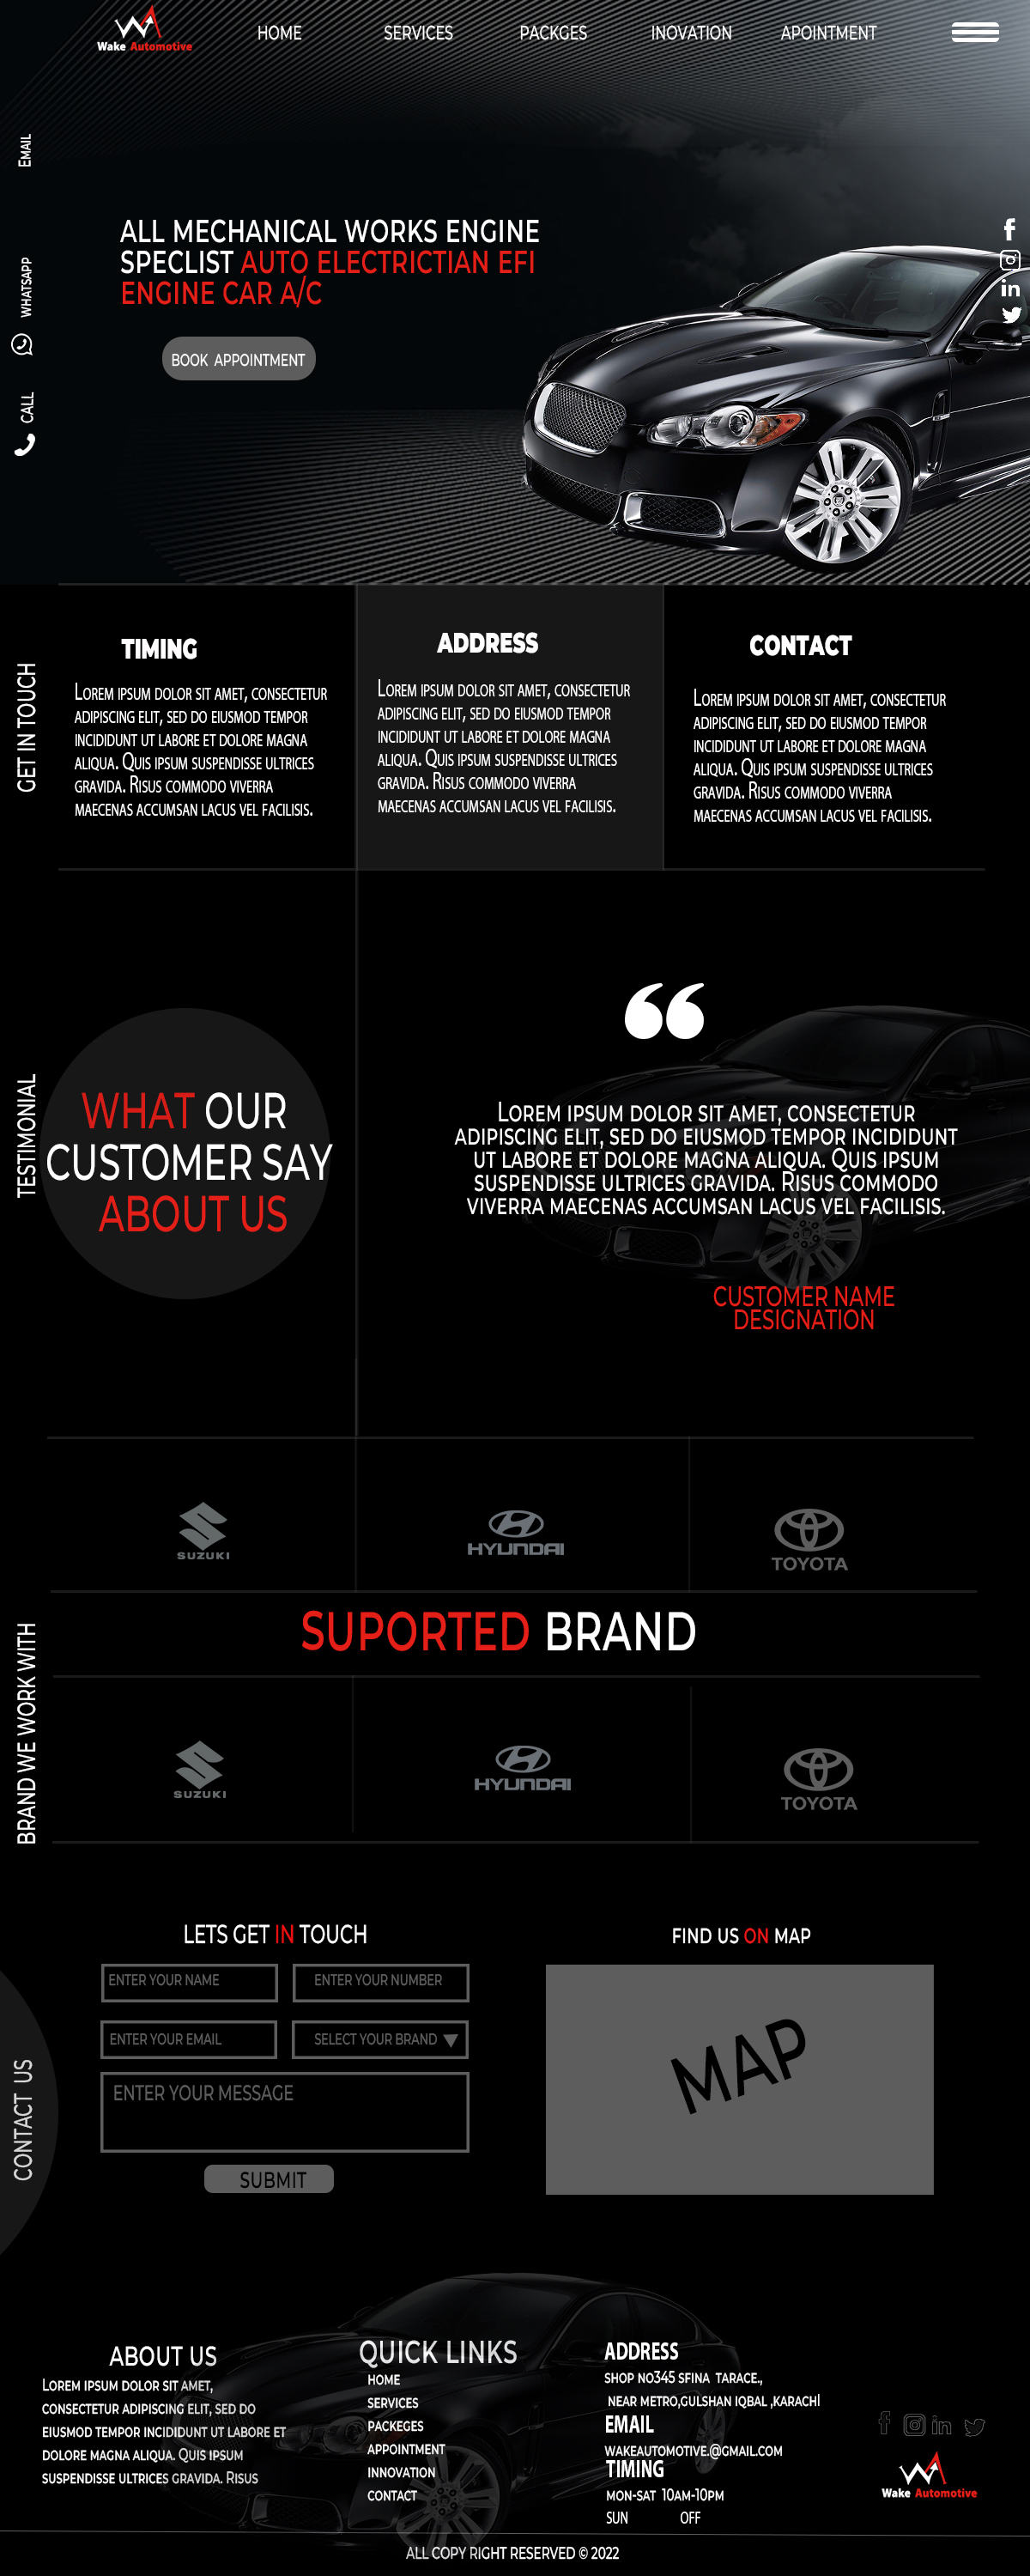 Wake Automotive
HOME SERVICES PACKGES INOVATION APOINTMENT
EMAIL
WHATSAPP
CALL
ALL MECHANICAL WORKS ENGINE
SPECLIST AUTO ELECTRICTIAN EFI
ENGINE CAR A/C
BOOK APPOINTMENT
f
in
GET IN TOUCH
TIMING
LOREM IPSUM DOLOR SIT AMET, CONSECTETUR
ADIPISCING ELIT, SED DO EIUSMOD TEMPOR
INCIDIDUNT UT LABORE ET DOLORE MAGNA
ALIQUA. QUIS IPSUM SUSPENDISSE ULTRICES
GRAVIDA. RISUS COMMODO VIVERRA
MAECENAS ACCUMSAN LACUS VEL FACILISIS.
ADDRESS
LOREM IPSUM DOLOR SIT AMET, CONSECTETUR
ADIPISCING ELIT, SED DO EIUSMOD TEMPOR
INCIDIDUNT UT LABORE ET DOLORE MAGNA
ALIQUA. QUIS IPSUM SUSPENDISSE ULTRICES
GRAVIDA. RISUS COMMODO VIVERRA
MAECENAS ACCUMSAN LACUS VEL FACILISIS.
CONTACT
LOREM IPSUM DOLOR SIT AMET, CONSECTETUR
ADIPISCING ELIT, SED DO EIUSMOD TEMPOR
INCIDIDUNT UT LABORE ET DOLORE MAGNA
ALIQUA. QUIS IPSUM SUSPENDISSE ULTRICES
GRAVIDA. RISUS COMMODO VIVERRA
MAECENAS ACCUMSAN LACUS VEL FACILISIS.
TESTIMONIAL
WHAT OUR
CUSTOMER SAY
ABOUT US
“
LOREM IPSUM DOLOR SIT AMET, CONSECTETUR
ADIPISCING ELIT, SED DO EIUSMOD TEMPOR INCIDIDUNT
UT LABORE ET DOLORE MAGNA ALIQUA. QUIS IPSUM
SUSPENDISSE ULTRICES GRAVIDA. RISUS COMMODO
VIVERRA MAECENAS ACCUMSAN LACUS VEL FACILISIS.
CUSTOMER NAME
DESIGNATION
SUZUKI HYUNDAI TOYOTA
BRAND WE WORK WITH
SUPORTED BRAND
SUZUKI HYUNDAI TOYOTA
CONTACT US
LETS GET IN TOUCH
ENTER YOUR NAME ENTER YOUR NUMBER
ENTER YOUR EMAIL SELECT YOUR BRAND
ENTER YOUR MESSAGE
SUBMIT
FIND US ON MAP
MAP
ABOUT US
LOREM IPSUM DOLOR SIT AMET,
CONSECTETUR ADIPISCING ELIT, SED DO
EIUSMOD TEMPOR INCIDIDUNT UT LABORE ET
DOLORE MAGNA ALIQUA. QUIS IPSUM
SUSPENDISSE ULTRICES GRAVIDA. RISUS
QUICK LINKS
HOME
SERVICES
PACKEGES
APPOINTMENT
INNOVATION
CONTACT
ADDRESS
SHOP NO345 SFINA TARACE.,
NEAR METRO,GULSHAN IQBAL ,KARACHI
EMAIL
WAKEAUTOMOTIVE.@GMAIL.COM
TIMING
MON-SAT 10AM-10PM
SUN OFF
f in
Wake Automotive
ALL COPY RIGHT RESERVED © 2022